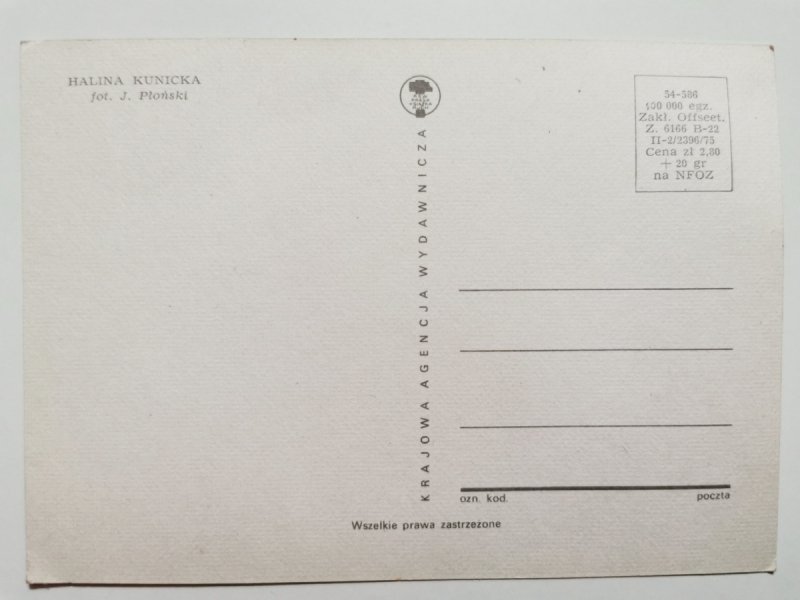 HALINA KUNICKA
fot. J. Płoński
KRAJOWA AGENCJA WYDAWNICZA
54-586
100 000 egz.
Zakł. Offseet.
Z. 6166 B-22
II-2/2396/75
Cena zł 2,80
+ 20 gr
na NFOZ
ozn. kod.
poczta
Wszelkie prawa zastrzeżone